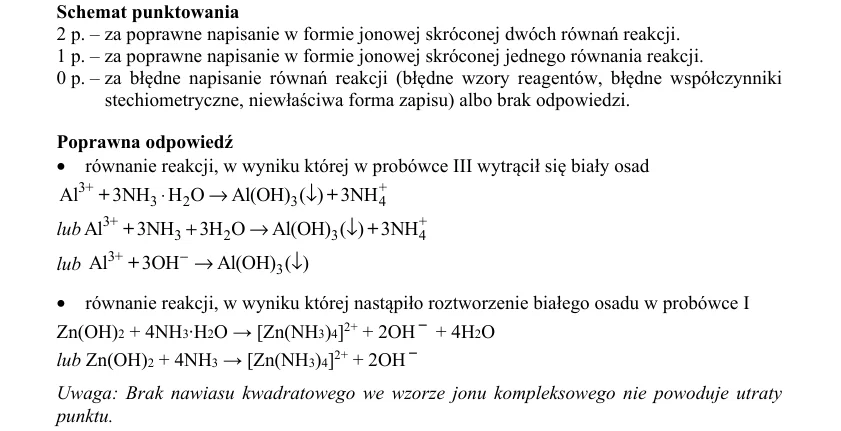 Schemat punktowania
2 p. – za poprawne napisanie w formie jonowej skróconej dwóch równań reakcji.
1 p. – za poprawne napisanie w formie jonowej skróconej jednego równania reakcji.
0 p. – za błędne napisanie równań reakcji (błędne wzory reagentów, błędne współczynniki
stechiometryczne, niewłaściwa forma zapisu) albo brak odpowiedzi.
Poprawna odpowiedź
• równanie reakcji, w wyniku której w probówce III wytrącił się biały osad
Al³⁺ + 3NH₃ · H₂O → Al(OH)₃(↓) + 3NH₄⁺
lub Al³⁺ + 3NH₃ + 3H₂O → Al(OH)₃(↓) + 3NH₄⁺
lub Al³⁺ + 3OH⁻ → Al(OH)₃(↓)
• równanie reakcji, w wyniku której nastąpiło roztworzenie białego osadu w probówce I
Zn(OH)₂ + 4NH₃·H₂O → [Zn(NH₃)₄]²⁺ + 2OH⁻ + 4H₂O
lub Zn(OH)₂ + 4NH₃ → [Zn(NH₃)₄]²⁺ + 2OH⁻
Uwaga: Brak nawiasu kwadratowego we wzorze jonu kompleksowego nie powoduje utraty
punktu.